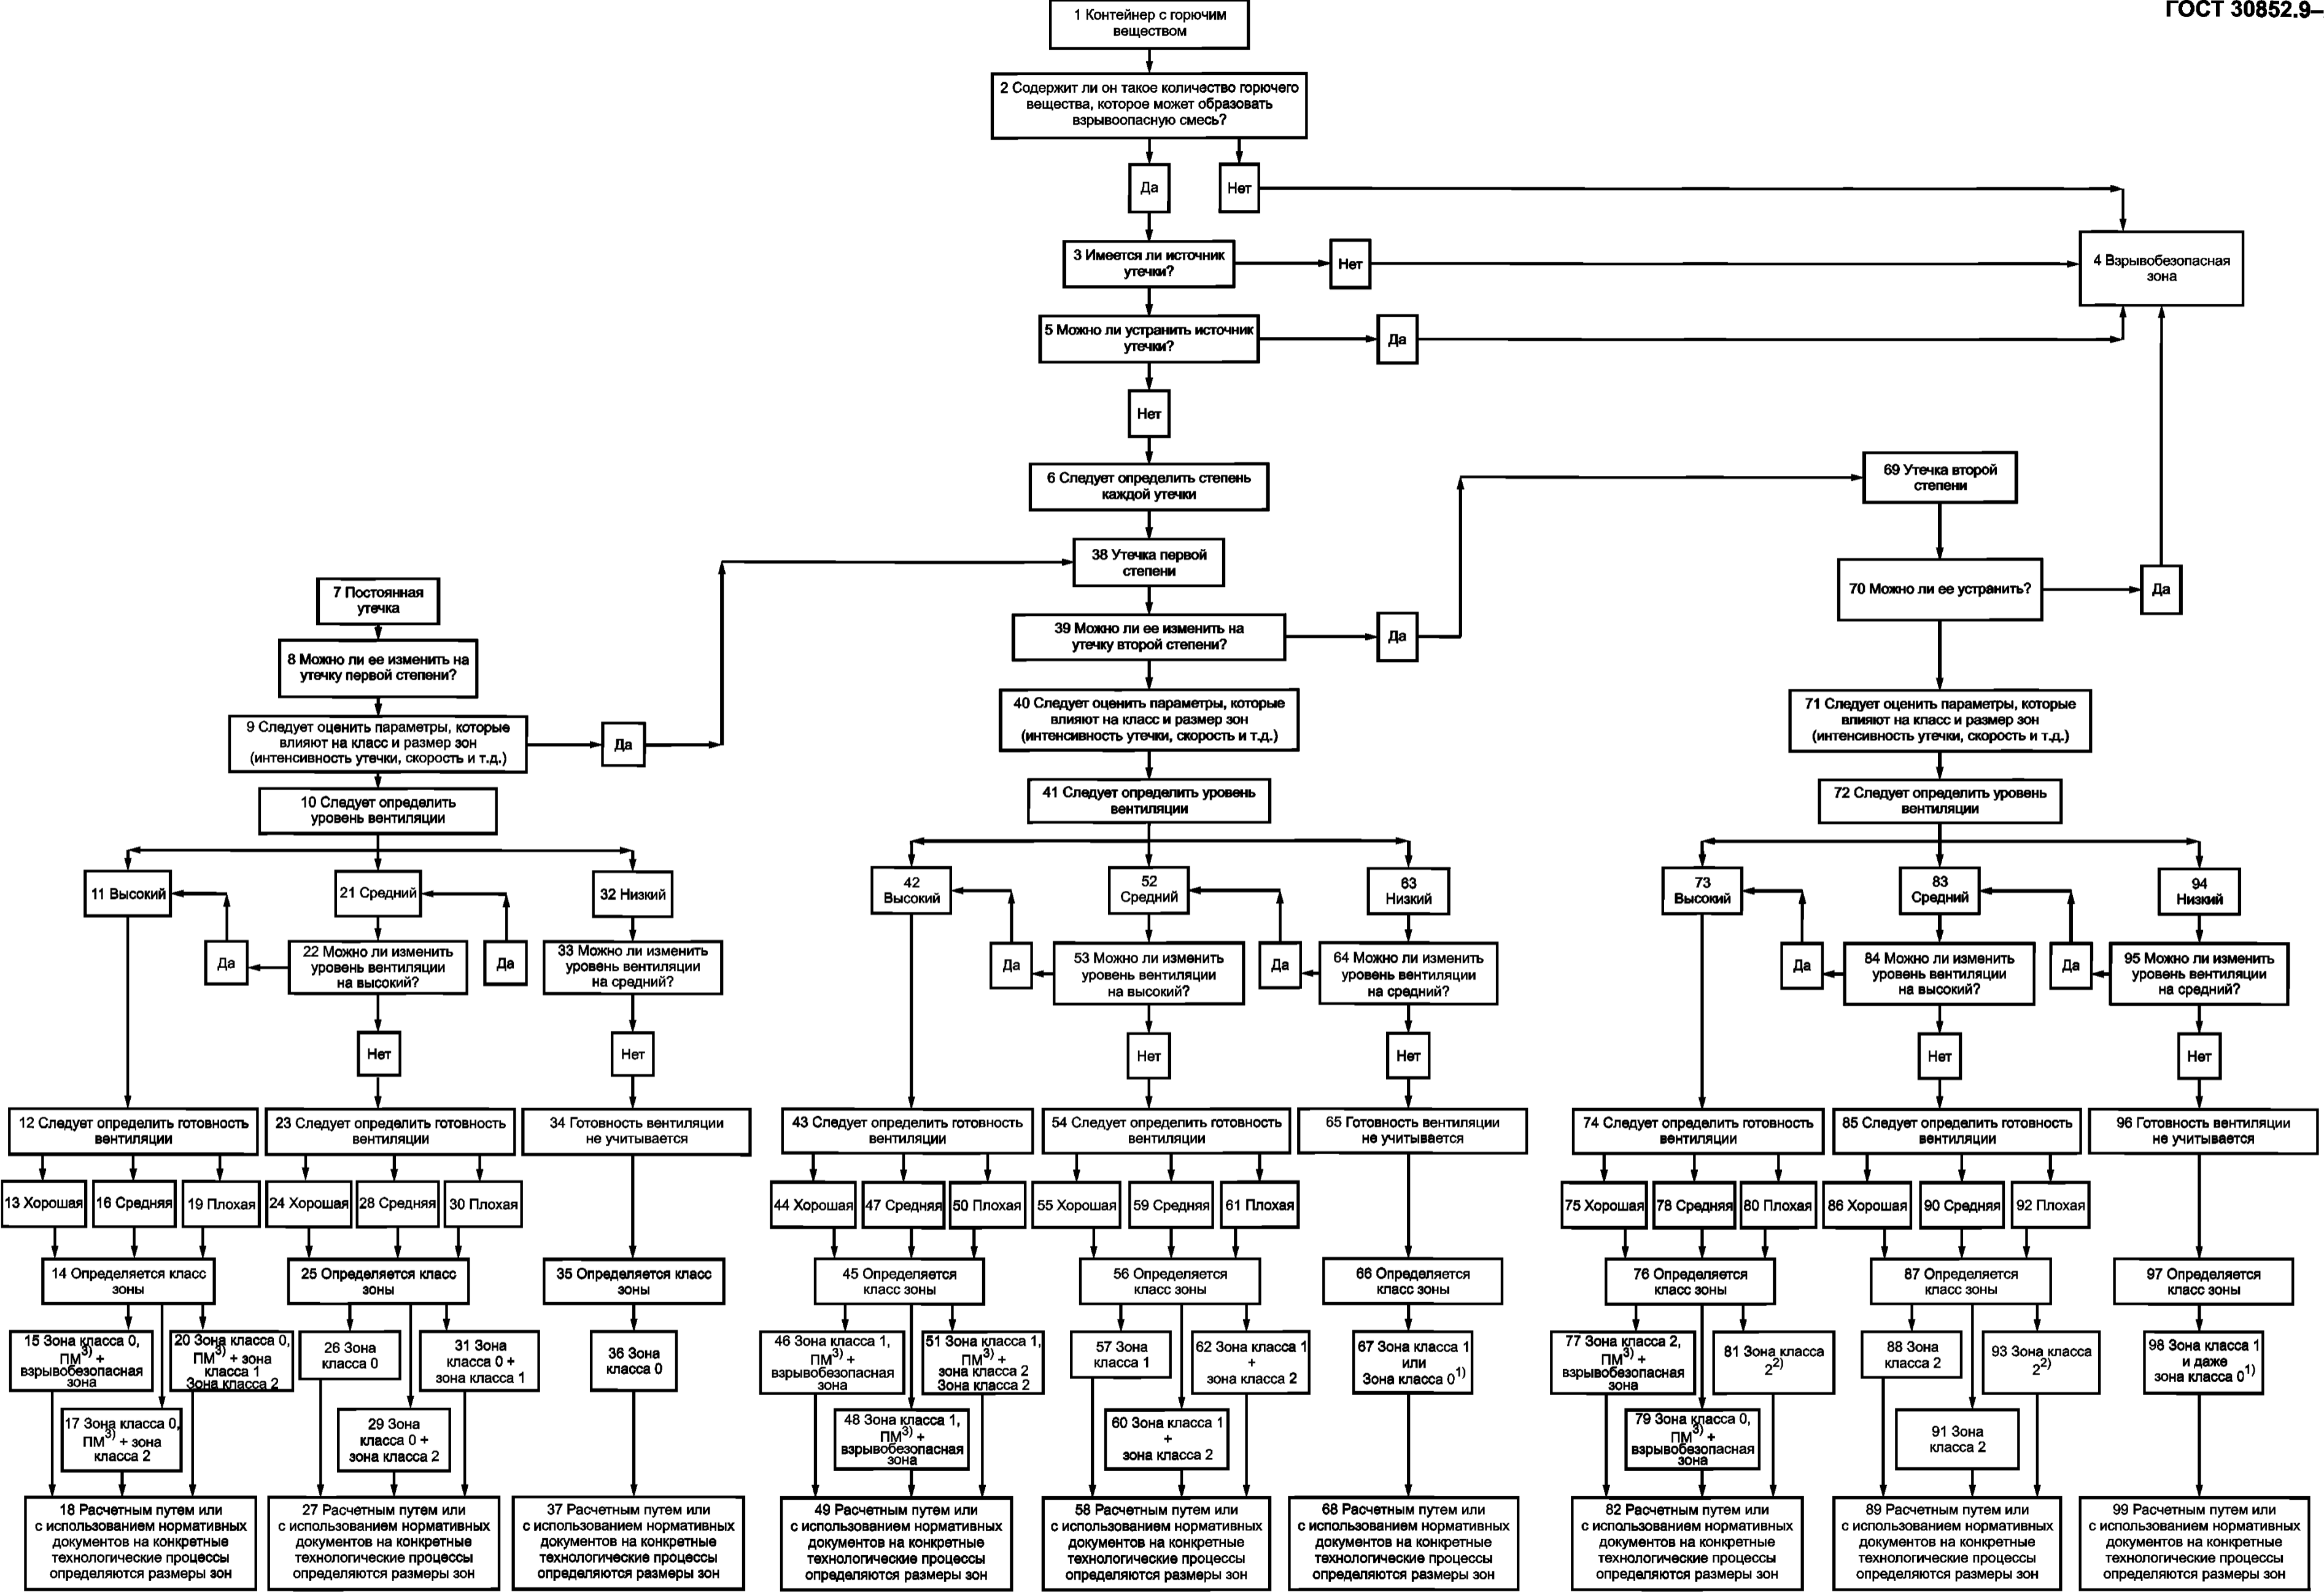 ГОСТ 30852.9–
1 Контейнер с горючим
веществом
2 Содержит ли он такое количество горючего
вещества, которое может образовать
взрывоопасную смесь?
Да
Нет
3 Имеется ли источник
утечки?
Нет
4 Взрывобезопасная
зона
5 Можно ли устранить источник
утечки?
Да
Нет
6 Следует определить степень
каждой утечки
69 Утечка второй
степени
38 Утечка первой
степени
70 Можно ли ее устранить?
Да
7 Постоянная
утечка
39 Можно ли ее изменить на
утечку второй степени?
Да
8 Можно ли ее изменить на
утечку первой степени?
9 Следует оценить параметры, которые
влияют на класс и размер зон
(интенсивность утечки, скорость и т.д.)
Да
40 Следует оценить параметры, которые
влияют на класс и размер зон
(интенсивность утечки, скорость и т.д.)
71 Следует оценить параметры, которые
влияют на класс и размер зон
(интенсивность утечки, скорость и т.д.)
10 Следует определить
уровень вентиляции
41 Следует определить уровень
вентиляции
72 Следует определить уровень
вентиляции
11 Высокий
21 Средний
32 Низкий
42
Высокий
52
Средний
63
Низкий
73
Высокий
83
Средний
94
Низкий
Да
22 Можно ли изменить
уровень вентиляции
на высокий?
Да
33 Можно ли изменить
уровень вентиляции
на средний?
Да
53 Можно ли изменить
уровень вентиляции
на высокий?
Да
64 Можно ли изменить
уровень вентиляции
на средний?
Да
84 Можно ли изменить
уровень вентиляции
на высокий?
Да
95 Можно ли изменить
уровень вентиляции
на средний?
Нет
Нет
Нет
Нет
Нет
Нет
12 Следует определить готовность
вентиляции
23 Следует определить готовность
вентиляции
34 Готовность вентиляции
не учитывается
43 Следует определить готовность
вентиляции
54 Следует определить готовность
вентиляции
65 Готовность вентиляции
не учитывается
74 Следует определить готовность
вентиляции
85 Следует определить готовность
вентиляции
96 Готовность вентиляции
не учитывается
13 Хорошая
16 Средняя
19 Плохая
24 Хорошая
28 Средняя
30 Плохая
44 Хорошая
47 Средняя
50 Плохая
55 Хорошая
59 Средняя
61 Плохая
75 Хорошая
78 Средняя
80 Плохая
86 Хорошая
90 Средняя
92 Плохая
14 Определяется класс
зоны
25 Определяется класс
зоны
35 Определяется класс
зоны
45 Определяется
класс зоны
56 Определяется
класс зоны
66 Определяется
класс зоны
76 Определяется
класс зоны
87 Определяется
класс зоны
97 Определяется
класс зоны
15 Зона класса 0,
ПМ3) +
взрывобезопасная
зона
20 Зона класса 0,
ПМ3) + зона
класса 1
Зона класса 2
26 Зона
класса 0
31 Зона
класса 0 +
зона класса 1
36 Зона
класса 0
46 Зона класса 1,
ПМ3) +
взрывобезопасная
зона
51 Зона класса 1,
ПМ3) +
зона класса 2
Зона класса 2
57 Зона
класса 1
62 Зона класса 1
+
зона класса 2
67 Зона класса 1
или
Зона класса 01)
77 Зона класса 2,
ПМ3) +
взрывобезопасная
зона
81 Зона класса
22)
88 Зона
класса 2
93 Зона класса
22)
98 Зона класса 1
и даже
зона класса 01)
17 Зона класса 0,
ПМ3) + зона
класса 2
29 Зона
класса 0 +
зона класса 2
48 Зона класса 1,
ПМ3) +
взрывобезопасная
зона
60 Зона класса 1
+
зона класса 2
79 Зона класса 0,
ПМ3) +
взрывобезопасная
зона
91 Зона
класса 2
18 Расчетным путем или
с использованием нормативных
документов на конкретные
технологические процессы
определяются размеры зон
27 Расчетным путем или
с использованием нормативных
документов на конкретные
технологические процессы
определяются размеры зон
37 Расчетным путем или
с использованием нормативных
документов на конкретные
технологические процессы
определяются размеры зон
49 Расчетным путем или
с использованием нормативных
документов на конкретные
технологические процессы
определяются размеры зон
58 Расчетным путем или
с использованием нормативных
документов на конкретные
технологические процессы
определяются размеры зон
68 Расчетным путем или
с использованием нормативных
документов на конкретные
технологические процессы
определяются размеры зон
82 Расчетным путем или
с использованием нормативных
документов на конкретные
технологические процессы
определяются размеры зон
89 Расчетным путем или
с использованием нормативных
документов на конкретные
технологические процессы
определяются размеры зон
99 Расчетным путем или
с использованием нормативных
документов на конкретные
технологические процессы
определяются размеры зон